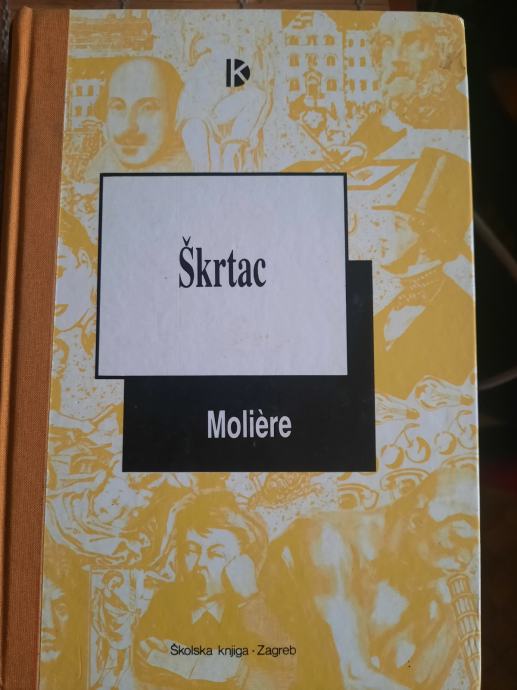 K
Škrtac
Molière
Školska knjiga · Zagreb